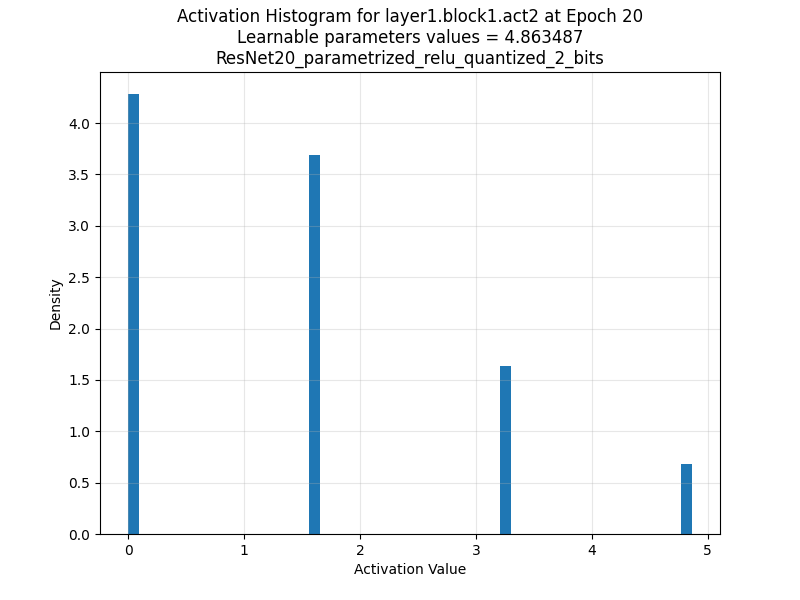 Activation Histogram for layer1.block1.act2 at Epoch 20
Learnable parameters values = 4.863487
ResNet20_parametrized_relu_quantized_2_bits
4.0
3.5
3.0
2.5
2.0
1.5
1.0
0.5
0.0
Density
0 1 2 3 4 5
Activation Value